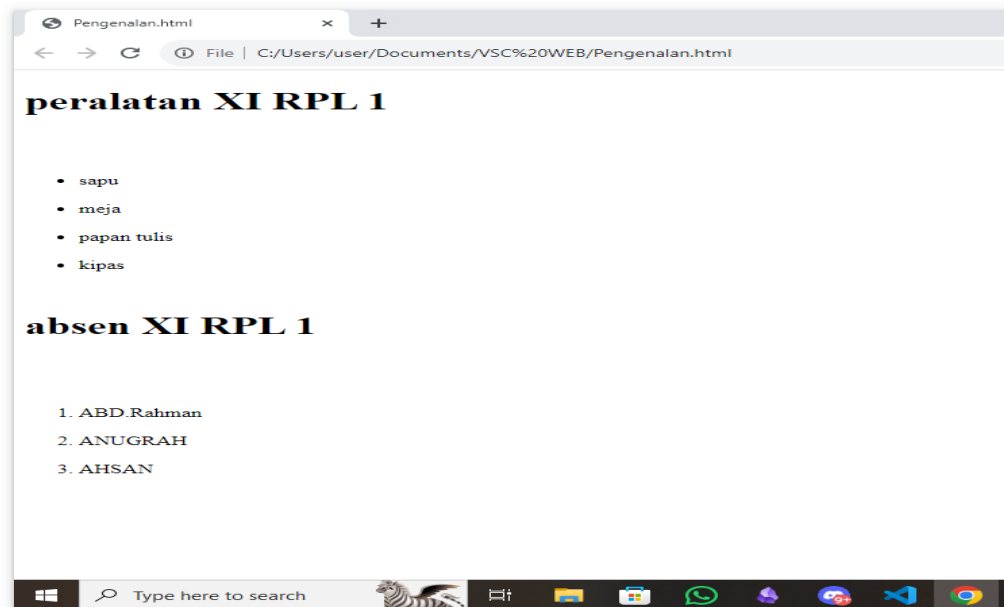 Pengenalan.html
File | C:/Users/user/Documents/VSC%20WEB/Pengenalan.html
peralatan XI RPL 1
sapu
meja
papan tulis
kipas
absen XI RPL 1
1. ABD.Rahman
2. ANUGRAH
3. AHSAN
Type here to search
9+